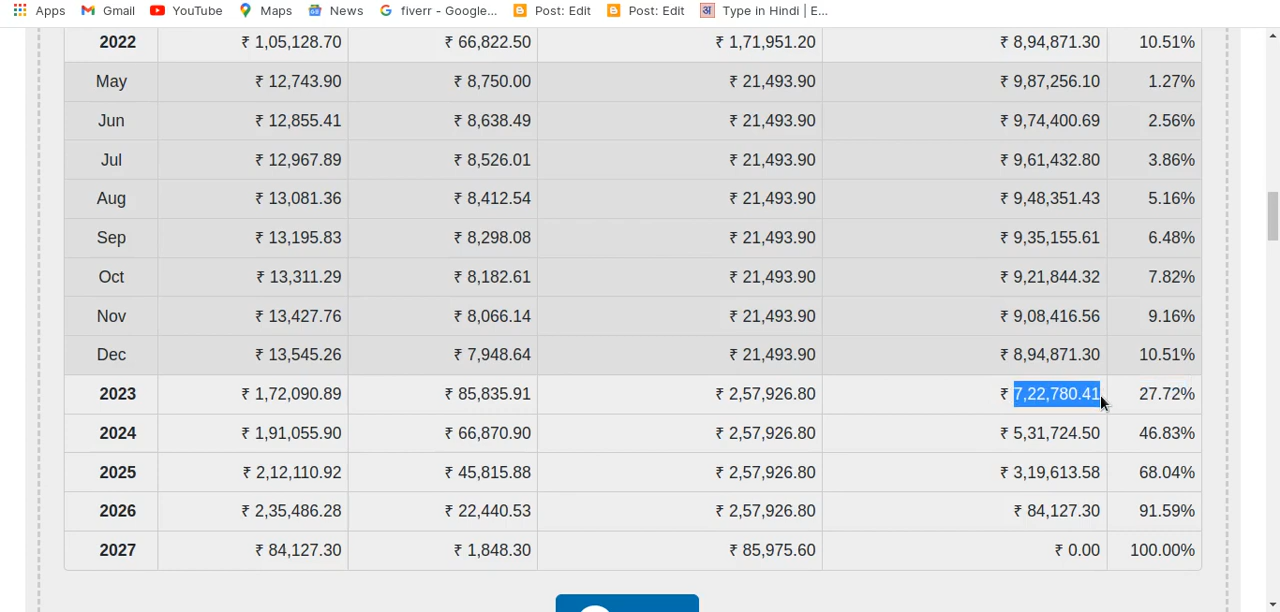 Apps Gmail YouTube Maps News fiverr - Google... Post: Edit Post: Edit अ Type in Hindi | E...
2022 ₹ 1,05,128.70 ₹ 66,822.50 ₹ 1,71,951.20 ₹ 8,94,871.30 10.51%
May ₹ 12,743.90 ₹ 8,750.00 ₹ 21,493.90 ₹ 9,87,256.10 1.27%
Jun ₹ 12,855.41 ₹ 8,638.49 ₹ 21,493.90 ₹ 9,74,400.69 2.56%
Jul ₹ 12,967.89 ₹ 8,526.01 ₹ 21,493.90 ₹ 9,61,432.80 3.86%
Aug ₹ 13,081.36 ₹ 8,412.54 ₹ 21,493.90 ₹ 9,48,351.43 5.16%
Sep ₹ 13,195.83 ₹ 8,298.08 ₹ 21,493.90 ₹ 9,35,155.61 6.48%
Oct ₹ 13,311.29 ₹ 8,182.61 ₹ 21,493.90 ₹ 9,21,844.32 7.82%
Nov ₹ 13,427.76 ₹ 8,066.14 ₹ 21,493.90 ₹ 9,08,416.56 9.16%
Dec ₹ 13,545.26 ₹ 7,948.64 ₹ 21,493.90 ₹ 8,94,871.30 10.51%
2023 ₹ 1,72,090.89 ₹ 85,835.91 ₹ 2,57,926.80 ₹ 7,22,780.41 27.72%
2024 ₹ 1,91,055.90 ₹ 66,870.90 ₹ 2,57,926.80 ₹ 5,31,724.50 46.83%
2025 ₹ 2,12,110.92 ₹ 45,815.88 ₹ 2,57,926.80 ₹ 3,19,613.58 68.04%
2026 ₹ 2,35,486.28 ₹ 22,440.53 ₹ 2,57,926.80 ₹ 84,127.30 91.59%
2027 ₹ 84,127.30 ₹ 1,848.30 ₹ 85,975.60 ₹ 0.00 100.00%